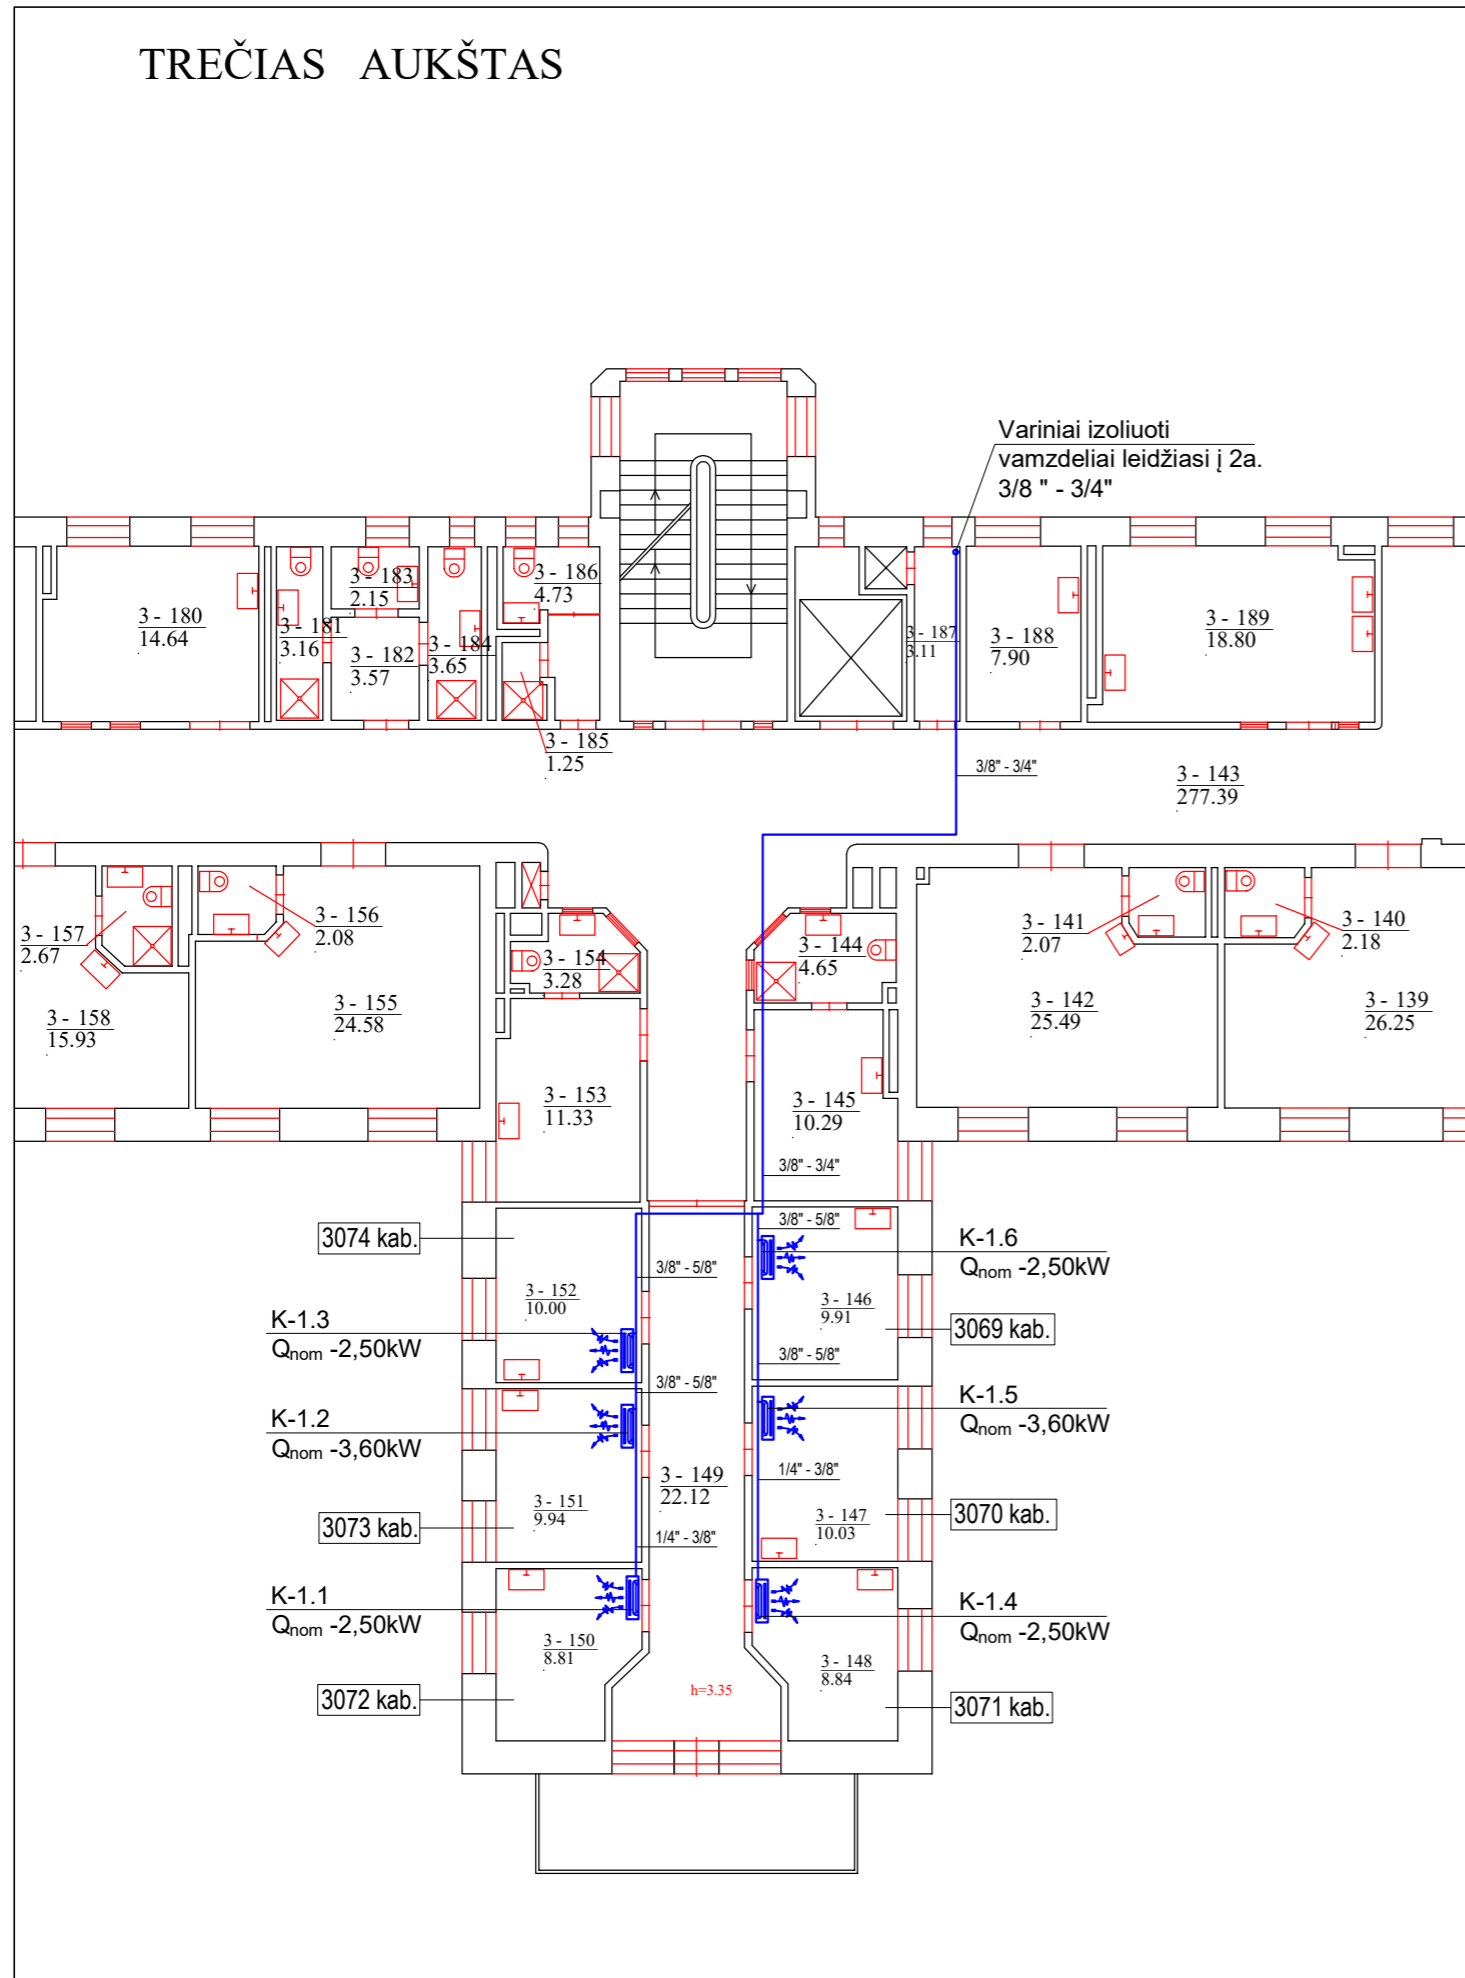 TREČIAS AUKŠTAS
Variniai izoliuoti
vamzdeliai leidžiasi į 2a.
3/8 " - 3/4"
3 - 180
14.64
3 - 181
3.16
3 - 183
2.15
3 - 182
3.57
3 - 184
3.65
3 - 186
4.73
3 - 185
1.25
3 - 187
3.11
3 - 188
7.90
3 - 189
18.80
3/8" - 3/4"
3 - 143
277.39
3 - 157
2.67
3 - 156
2.08
3 - 158
15.93
3 - 155
24.58
3 - 154
3.28
3 - 144
4.65
3 - 141
2.07
3 - 140
2.18
3 - 142
25.49
3 - 139
26.25
3 - 153
11.33
3 - 145
10.29
3/8" - 3/4"
3074 kab.
3/8" - 5/8"
3/8" - 5/8"
K-1.6
Qnom -2,50kW
3 - 152
10.00
3 - 146
9.91
3069 kab.
K-1.3
Qnom -2,50kW
3/8" - 5/8"
3/8" - 5/8"
K-1.2
Qnom -3,60kW
K-1.5
Qnom -3,60kW
3 - 149
22.12
1/4" - 3/8"
3 - 151
9.94
3073 kab.
3 - 147
10.03
3070 kab.
1/4" - 3/8"
K-1.1
Qnom -2,50kW
K-1.4
Qnom -2,50kW
3 - 150
8.81
3 - 148
8.84
3072 kab.
h=3.35
3071 kab.